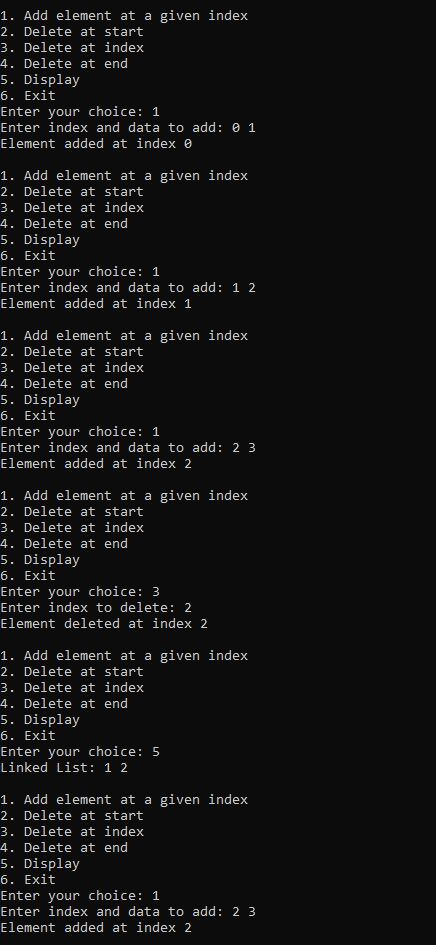 1. Add element at a given index
2. Delete at start
3. Delete at index
4. Delete at end
5. Display
6. Exit
Enter your choice: 1
Enter index and data to add: 0 1
Element added at index 0

1. Add element at a given index
2. Delete at start
3. Delete at index
4. Delete at end
5. Display
6. Exit
Enter your choice: 1
Enter index and data to add: 1 2
Element added at index 1

1. Add element at a given index
2. Delete at start
3. Delete at index
4. Delete at end
5. Display
6. Exit
Enter your choice: 1
Enter index and data to add: 2 3
Element added at index 2

1. Add element at a given index
2. Delete at start
3. Delete at index
4. Delete at end
5. Display
6. Exit
Enter your choice: 3
Enter index to delete: 2
Element deleted at index 2

1. Add element at a given index
2. Delete at start
3. Delete at index
4. Delete at end
5. Display
6. Exit
Enter your choice: 5
Linked List: 1 2

1. Add element at a given index
2. Delete at start
3. Delete at index
4. Delete at end
5. Display
6. Exit
Enter your choice: 1
Enter index and data to add: 2 3
Element added at index 2